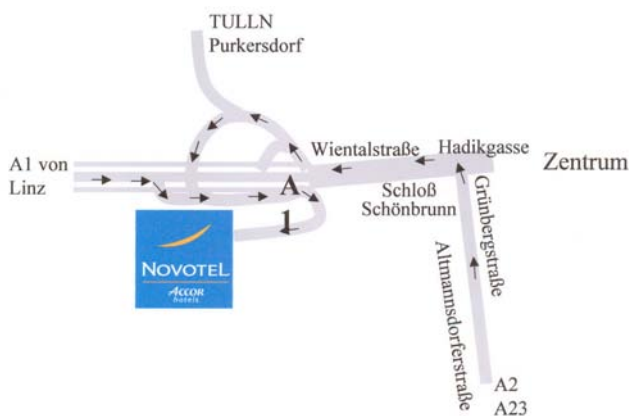 TULLN
Purkersdorf
Wientalstraße
Hadikgasse
Zentrum
A1 von
Linz
A
1
Schloß
Schönbrunn
Grünbergstraße
Altmannsdorferstraße
NOVOTEL
ACCOR
hotels
A2
A23